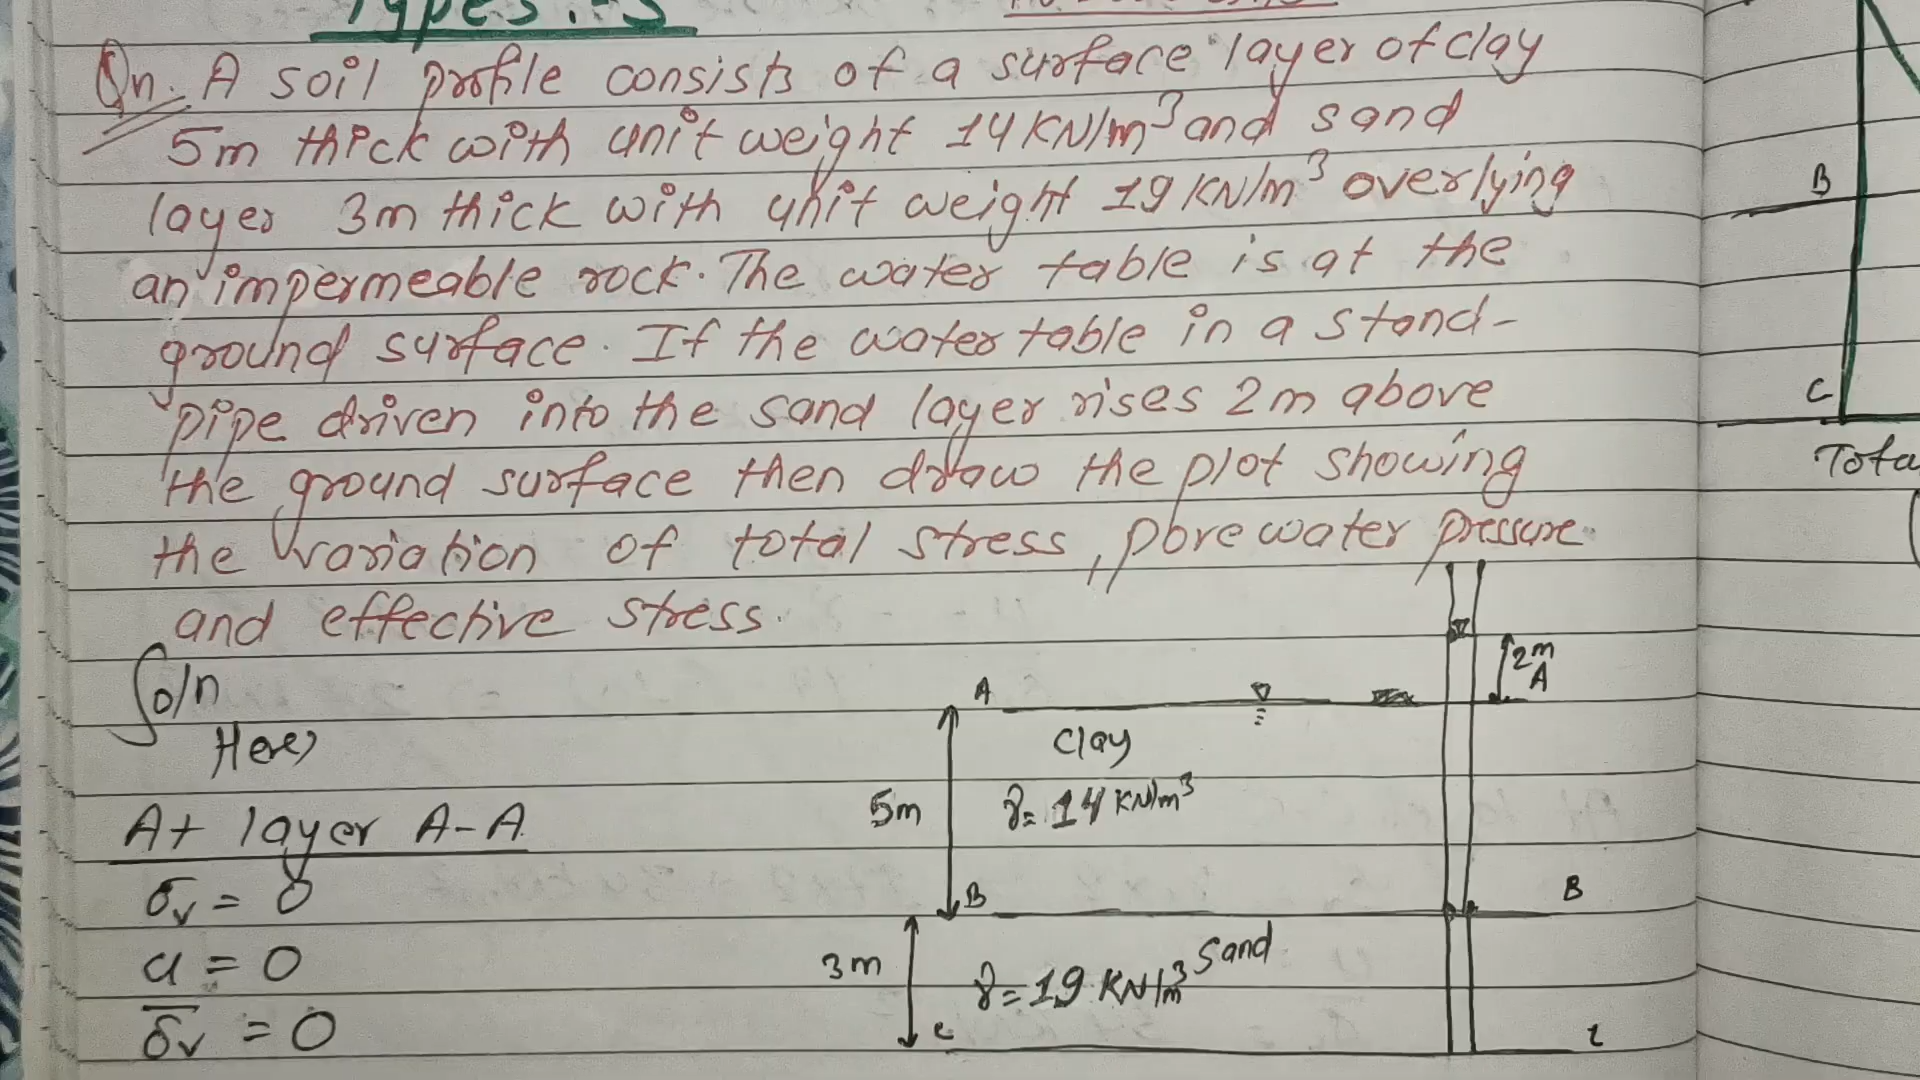 Types:-3
Qn. A soil profile consists of a surface layer of clay
5m thick with unit weight 14 KN/m³ and sand
layer 3m thick with unit weight 19 KN/m³ overlying
an impermeable rock. The water table is at the
ground surface. If the water table in a stand-
pipe driven into the sand layer rises 2m above
the ground surface then draw the plot showing
the variation of total stress, pore water pressure
and effective stress.
Soln
Here,
At layer A-A
σv = 0
u = 0
σ̅v = 0
2m
A
A
Clay
5m
γ = 14 KN/m³
B
B
Sand
3m
γ = 19 KN/m³
C
C
B
C